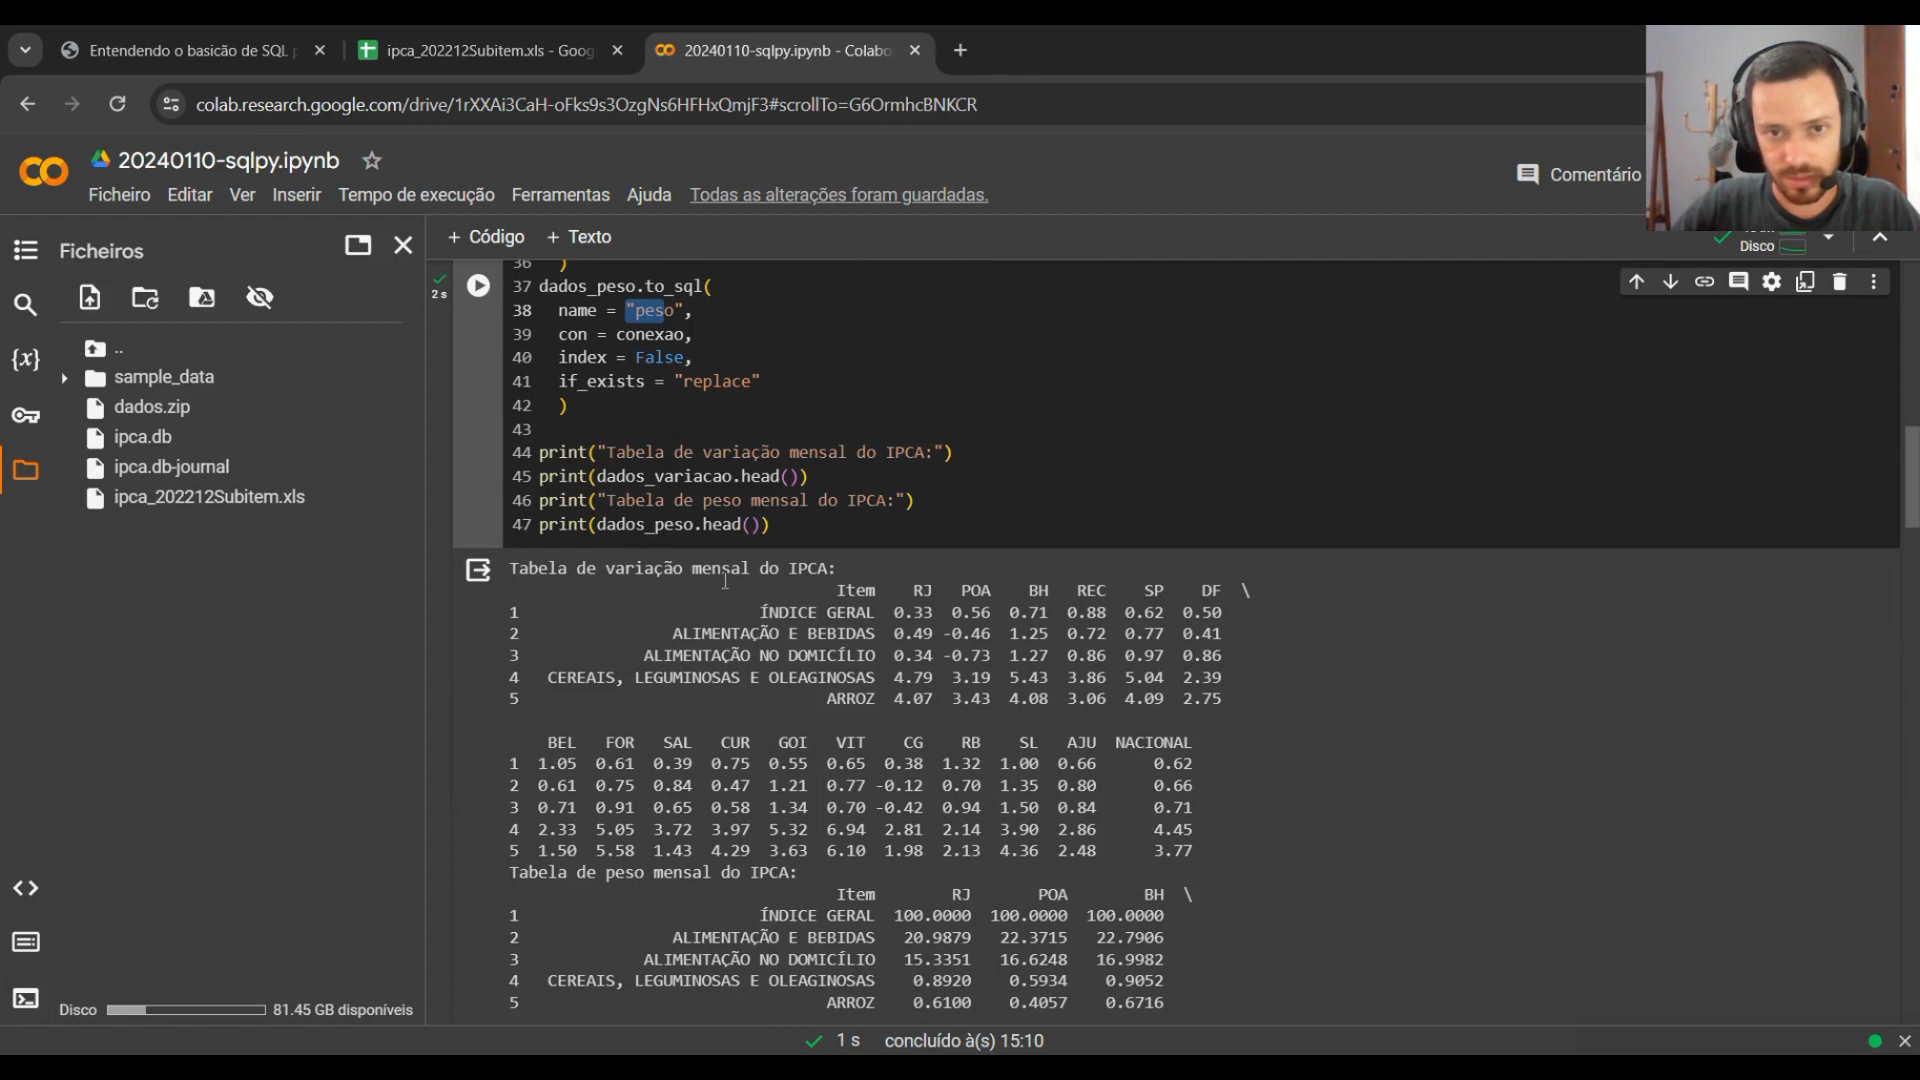 Entendendo o basicão de SQL
ipca_202212Subitem.xls - Goog
20240110-sqlpy.ipynb - Colabo
colab.research.google.com/drive/1rXXAi3CaH-oFks9s3OzgNs6HFHxQmjF3#scrollTo=G6OrmhcBNKCR
20240110-sqlpy.ipynb
Ficheiro Editar Ver Inserir Tempo de execução Ferramentas Ajuda Todas as alterações foram guardadas.
Comentário
Ficheiros
+ Código + Texto
Disco
..
sample_data
dados.zip
ipca.db
ipca.db-journal
ipca_202212Subitem.xls
Disco 81.45 GB disponíveis
2 s
36 )
37 dados_peso.to_sql(
38 name = "peso",
39 con = conexao,
40 index = False,
41 if_exists = "replace"
42 )
43
44 print("Tabela de variação mensal do IPCA:")
45 print(dados_variacao.head())
46 print("Tabela de peso mensal do IPCA:")
47 print(dados_peso.head())
Tabela de variação mensal do IPCA:
Item RJ POA BH REC SP DF \
1 ÍNDICE GERAL 0.33 0.56 0.71 0.88 0.62 0.50
2 ALIMENTAÇÃO E BEBIDAS 0.49 -0.46 1.25 0.72 0.77 0.41
3 ALIMENTAÇÃO NO DOMICÍLIO 0.34 -0.73 1.27 0.86 0.97 0.86
4 CEREAIS, LEGUMINOSAS E OLEAGINOSAS 4.79 3.19 5.43 3.86 5.04 2.39
5 ARROZ 4.07 3.43 4.08 3.06 4.09 2.75
BEL FOR SAL CUR GOI VIT CG RB SL AJU NACIONAL
1 1.05 0.61 0.39 0.75 0.55 0.65 0.38 1.32 1.00 0.66 0.62
2 0.61 0.75 0.84 0.47 1.21 0.77 -0.12 0.70 1.35 0.80 0.66
3 0.71 0.91 0.65 0.58 1.34 0.70 -0.42 0.94 1.50 0.84 0.71
4 2.33 5.05 3.72 3.97 5.32 6.94 2.81 2.14 3.90 2.86 4.45
5 1.50 5.58 1.43 4.29 3.63 6.10 1.98 2.13 4.36 2.48 3.77
Tabela de peso mensal do IPCA:
Item RJ POA BH \
1 ÍNDICE GERAL 100.0000 100.0000 100.0000
2 ALIMENTAÇÃO E BEBIDAS 20.9879 22.3715 22.7906
3 ALIMENTAÇÃO NO DOMICÍLIO 15.3351 16.6248 16.9982
4 CEREAIS, LEGUMINOSAS E OLEAGINOSAS 0.8920 0.5934 0.9052
5 ARROZ 0.6100 0.4057 0.6716
1 s concluído à(s) 15:10